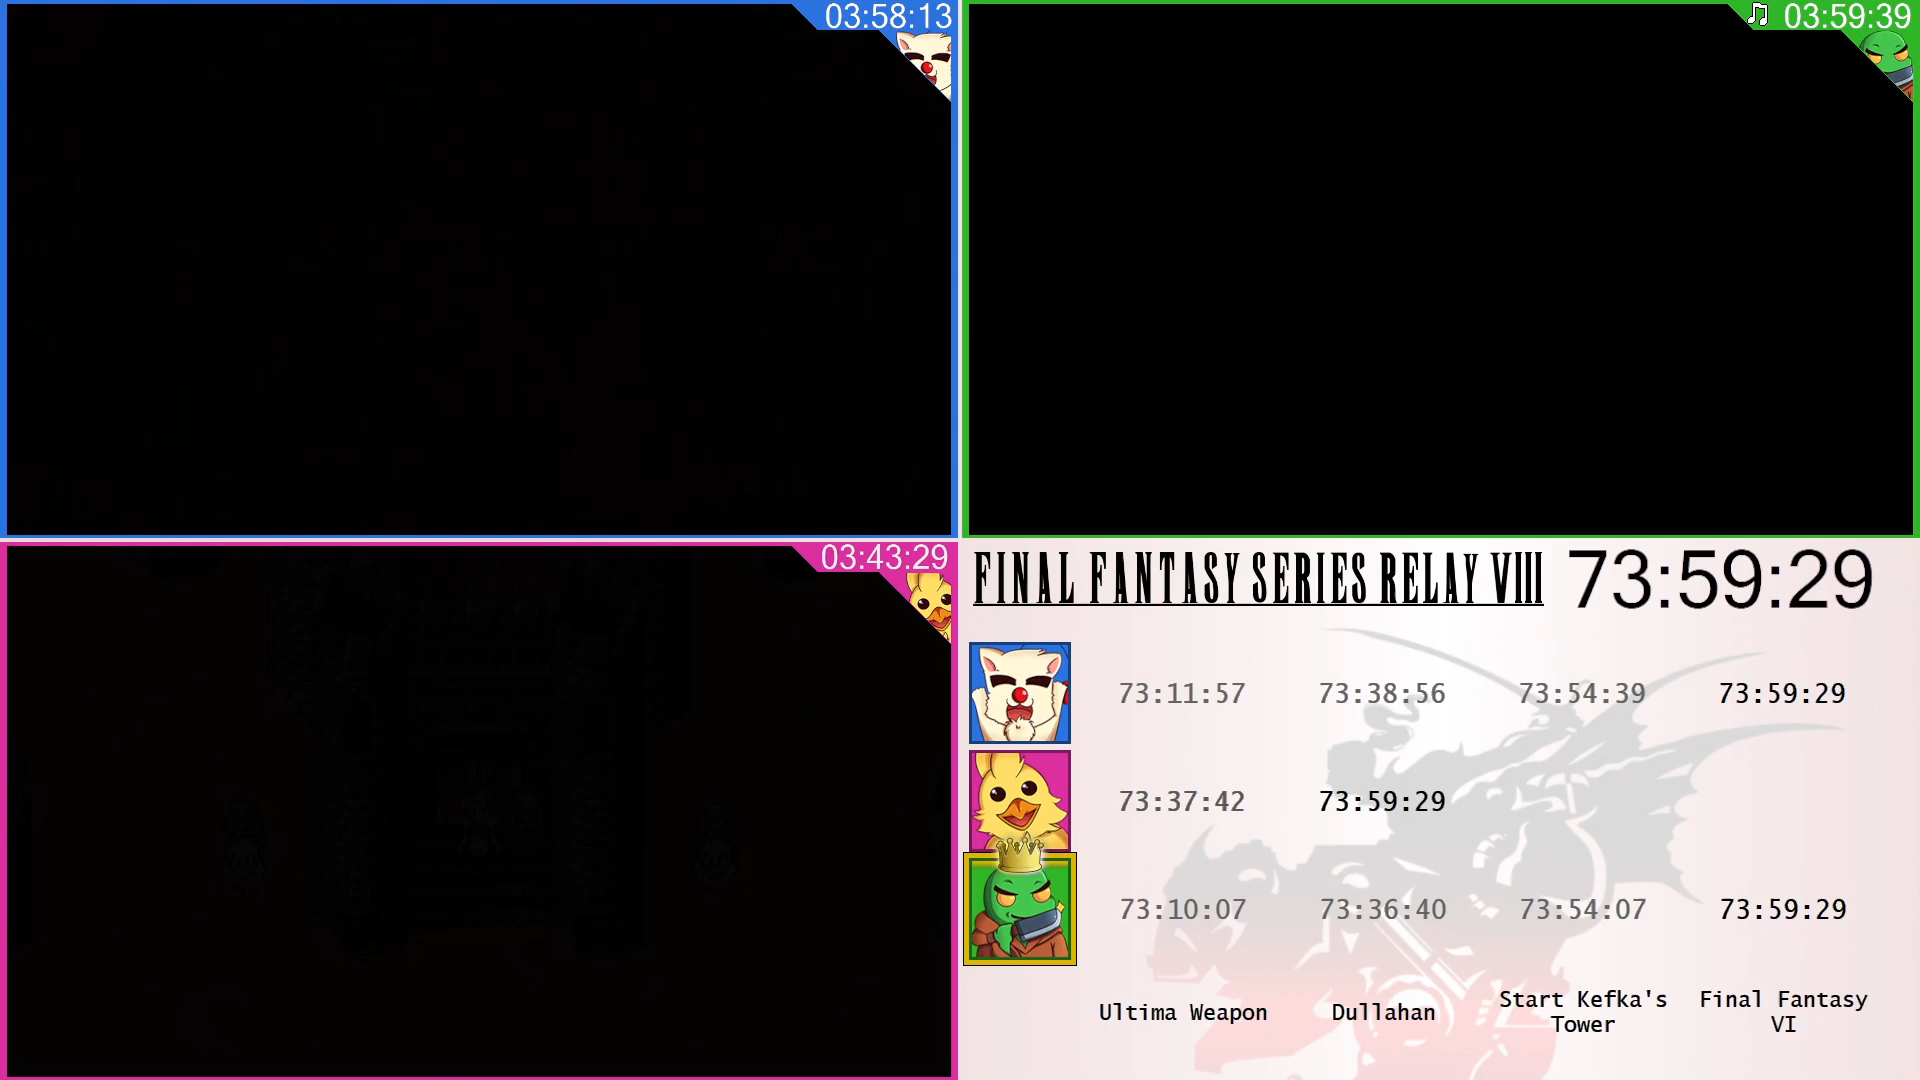 03:58:13
03:59:39
03:43:29
FINAL FANTASY SERIES RELAY VIII 73:59:29
73:11:57 73:38:56 73:54:39 73:59:29
73:37:42 73:59:29
73:10:07 73:36:40 73:54:07 73:59:29
Ultima Weapon Dullahan Start Kefka's Final Fantasy
Tower VI